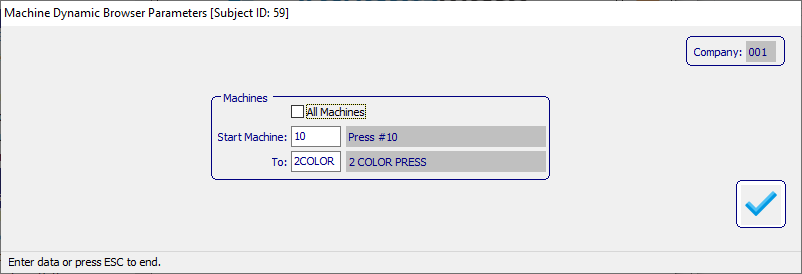 Machine Dynamic Browser Parameters [Subject ID: 59]
Company: 001
Machines
All Machines
Start Machine: 10 Press #10
To: 2COLOR 2 COLOR PRESS
Enter data or press ESC to end.